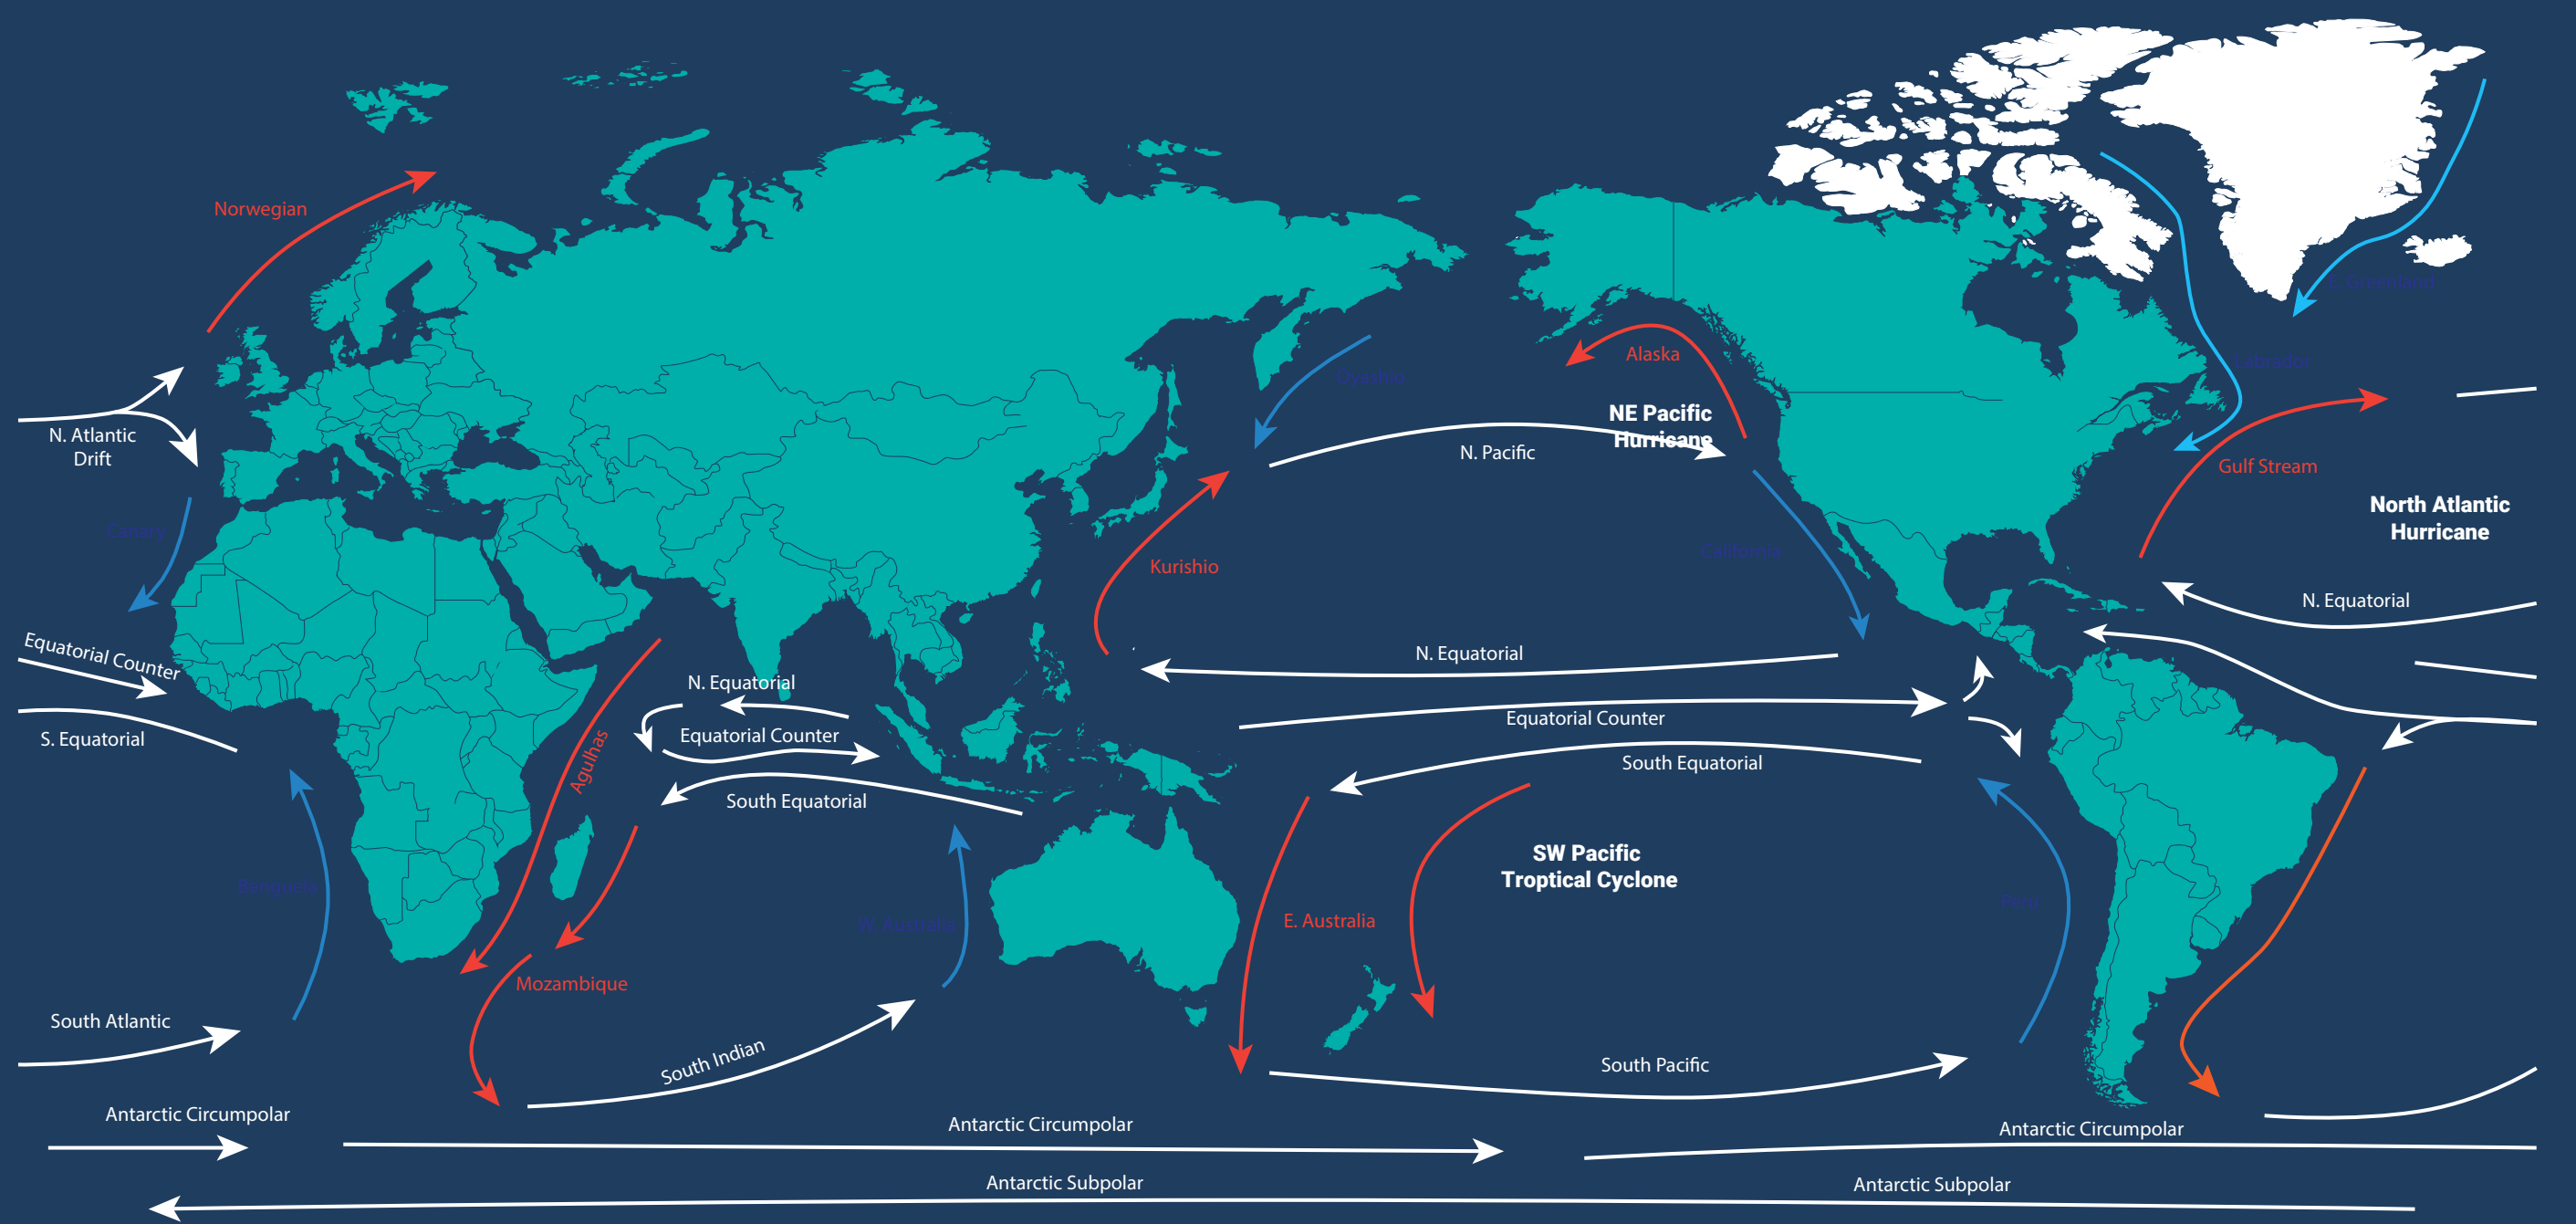 Norwegian
E. Greenland
Labrador
Alaska
Oyashio
NE Pacific
Hurricane
N. Atlantic
Drift
N. Pacific
Gulf Stream
North Atlantic
Hurricane
Canary
California
Kurishio
N. Equatorial
Equatorial Counter
N. Equatorial
N. Equatorial
Equatorial Counter
S. Equatorial
Equatorial Counter
Agulhas
South Equatorial
South Equatorial
SW Pacific
Troptical Cyclone
Benguela
W. Australia
E. Australia
Peru
Mozambique
South Atlantic
South Indian
South Pacific
Antarctic Circumpolar
Antarctic Circumpolar
Antarctic Circumpolar
Antarctic Subpolar
Antarctic Subpolar